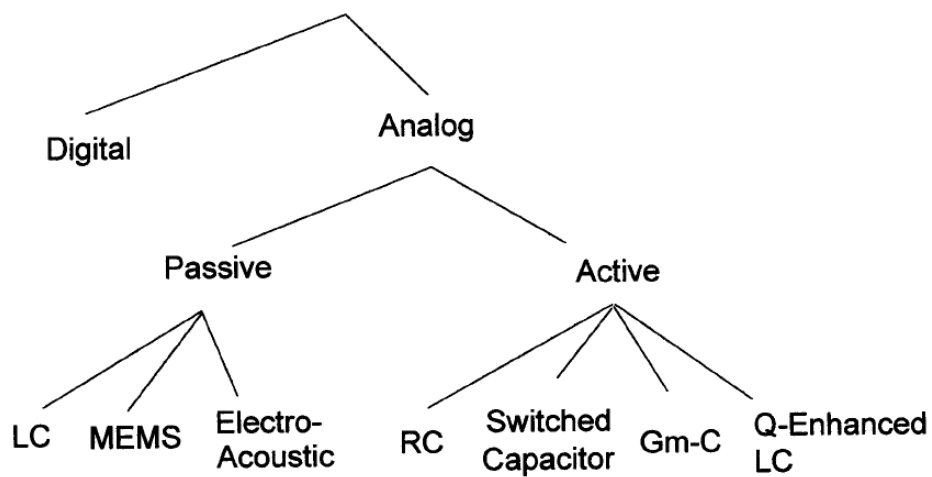 Digital
Analog
Passive
Active
LC
MEMS
Electro-
Acoustic
RC
Switched
Capacitor
Gm-C
Q-Enhanced
LC